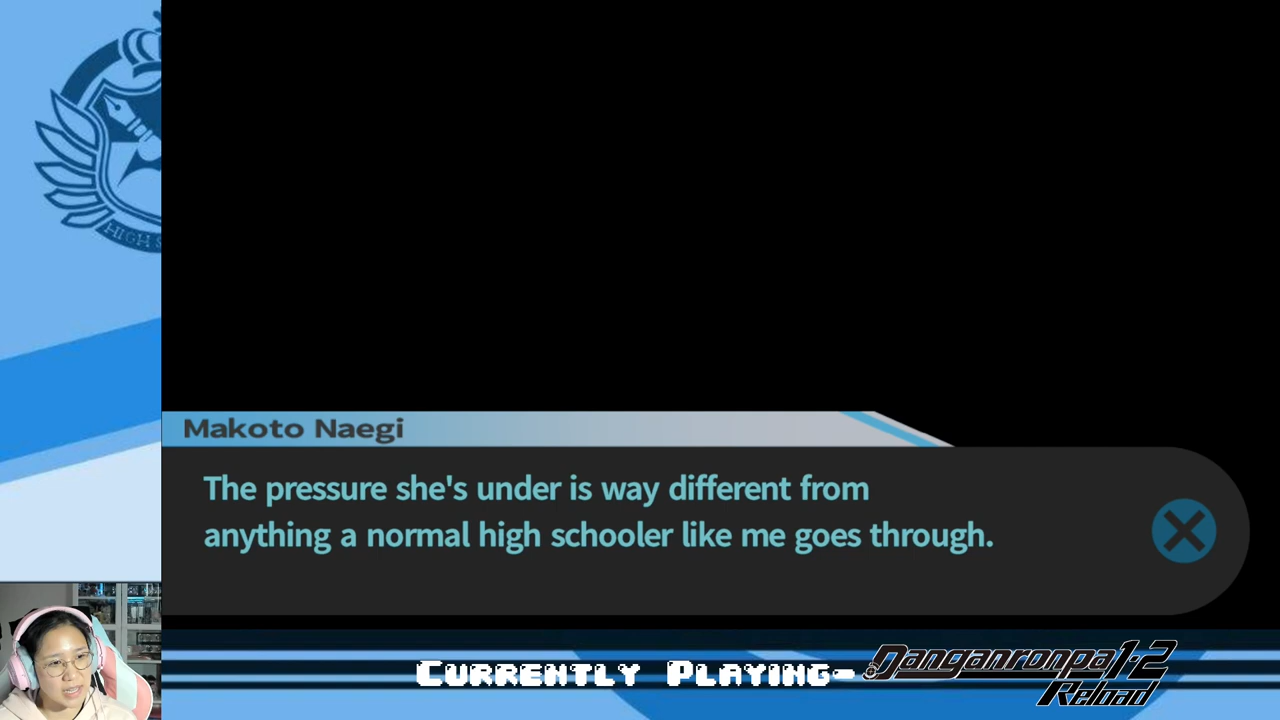 HIGH S
Makoto Naegi
The pressure she's under is way different from
anything a normal high schooler like me goes through.
Currently Playing-
Danganronpa 1·2
Reload